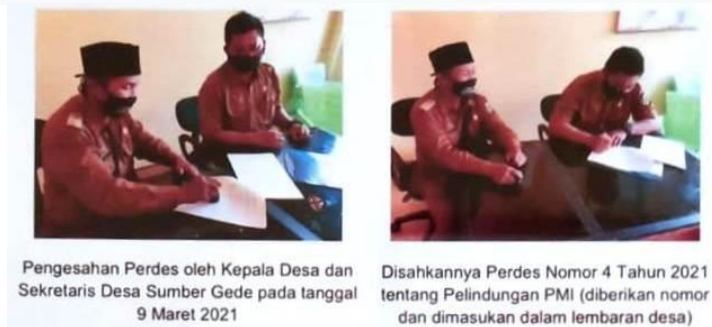 Pengesahan Perdes oleh Kepala Desa dan
Sekretaris Desa Sumber Gede pada tanggal
9 Maret 2021
Disahkannya Perdes Nomor 4 Tahun 2021
tentang Pelindungan PMI (diberikan nomor
dan dimasukan dalam lembaran desa)